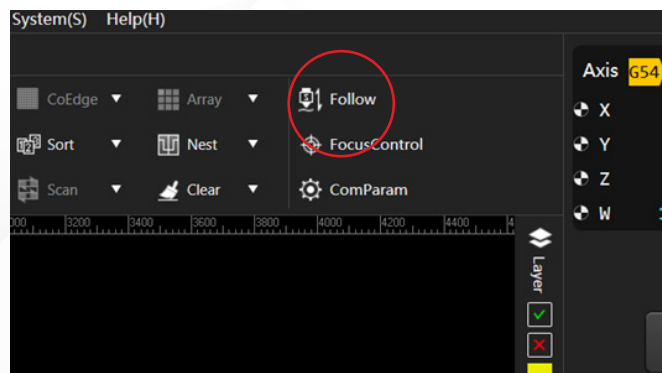 System(S) Help(H)
Axis G54
CoEdge Array Follow
X
Sort Nest FocusControl
Y
Z
Scan Clear ComParam
W
3200 3400 3600 3800 4000 4200 4400
Layer